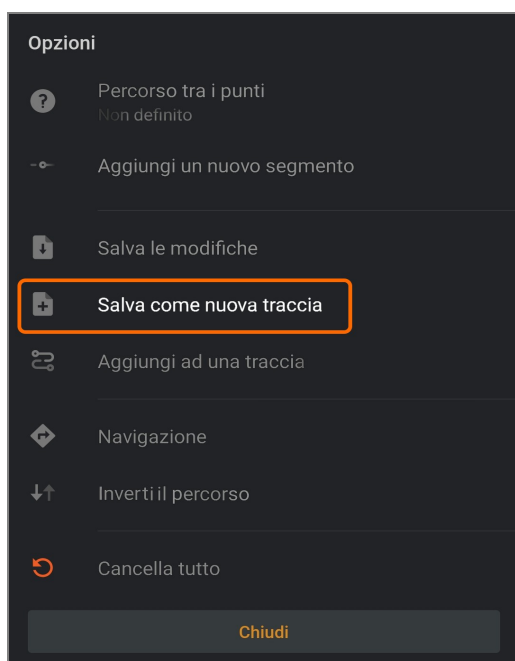 Opzioni
Percorso tra i punti
Non definito
Aggiungi un nuovo segmento
Salva le modifiche
Salva come nuova traccia
Aggiungi ad una traccia
Navigazione
Inverti il percorso
Cancella tutto
Chiudi